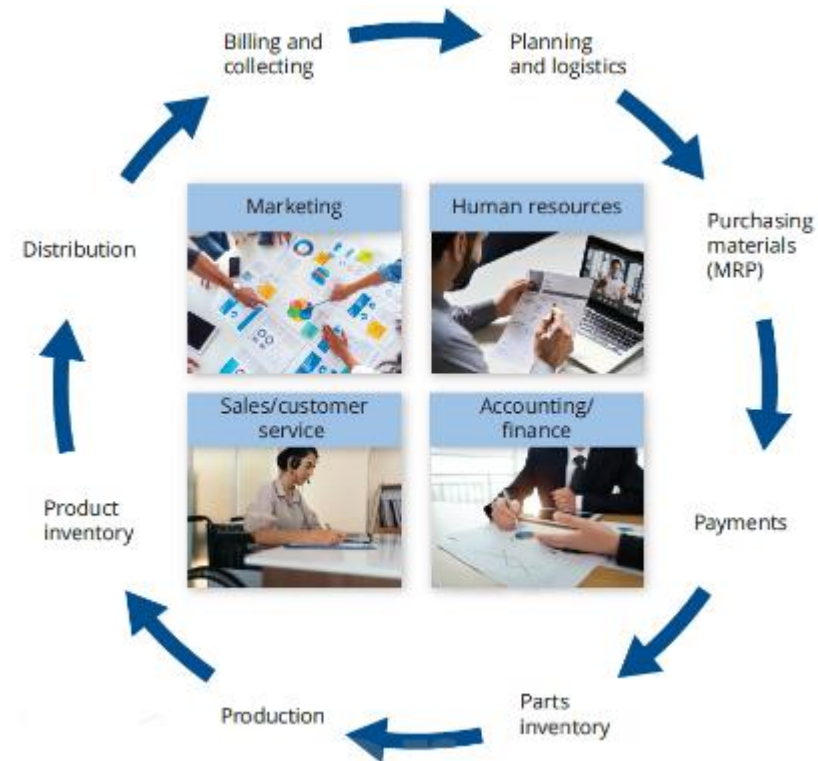 Billing and
collecting
Planning
and logistics
Marketing
Human resources
Purchasing
materials
(MRP)
Distribution
Sales/customer
service
Accounting/
finance
Product
inventory
Payments
Production
Parts
inventory